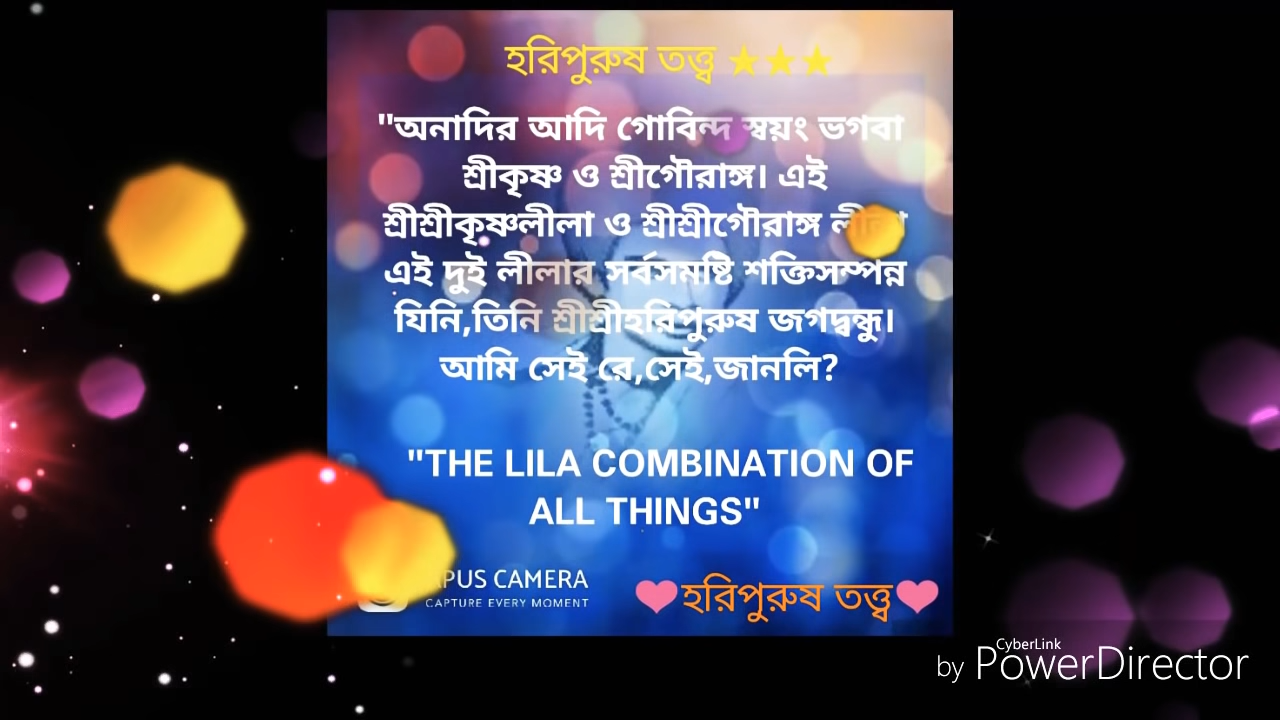 হরিপুরুষ তত্ত্ব ★★★
"অনাদির আদি গোবিন্দ স্বয়ং ভগবা
শ্রীকৃষ্ণ ও শ্রীগৌরাঙ্গ। এই
শ্রীশ্রীকৃষ্ণলীলা ও শ্রীশ্রীগৌরাঙ্গ
এই দুই লীলার সর্বসমষ্টি শক্তিসম্পন্ন
যিনি,তিনি শ্রীশ্রীহরিপুরুষ জগদ্বন্ধু।
আমি সেই রে,সেই,জানলি?
"THE LILA COMBINATION OF
ALL THINGS"
CAMERA
CAPTURE EVERY MOMENT
❤হরিপুরুষ তত্ত্ব❤
CyberLink
by PowerDirector